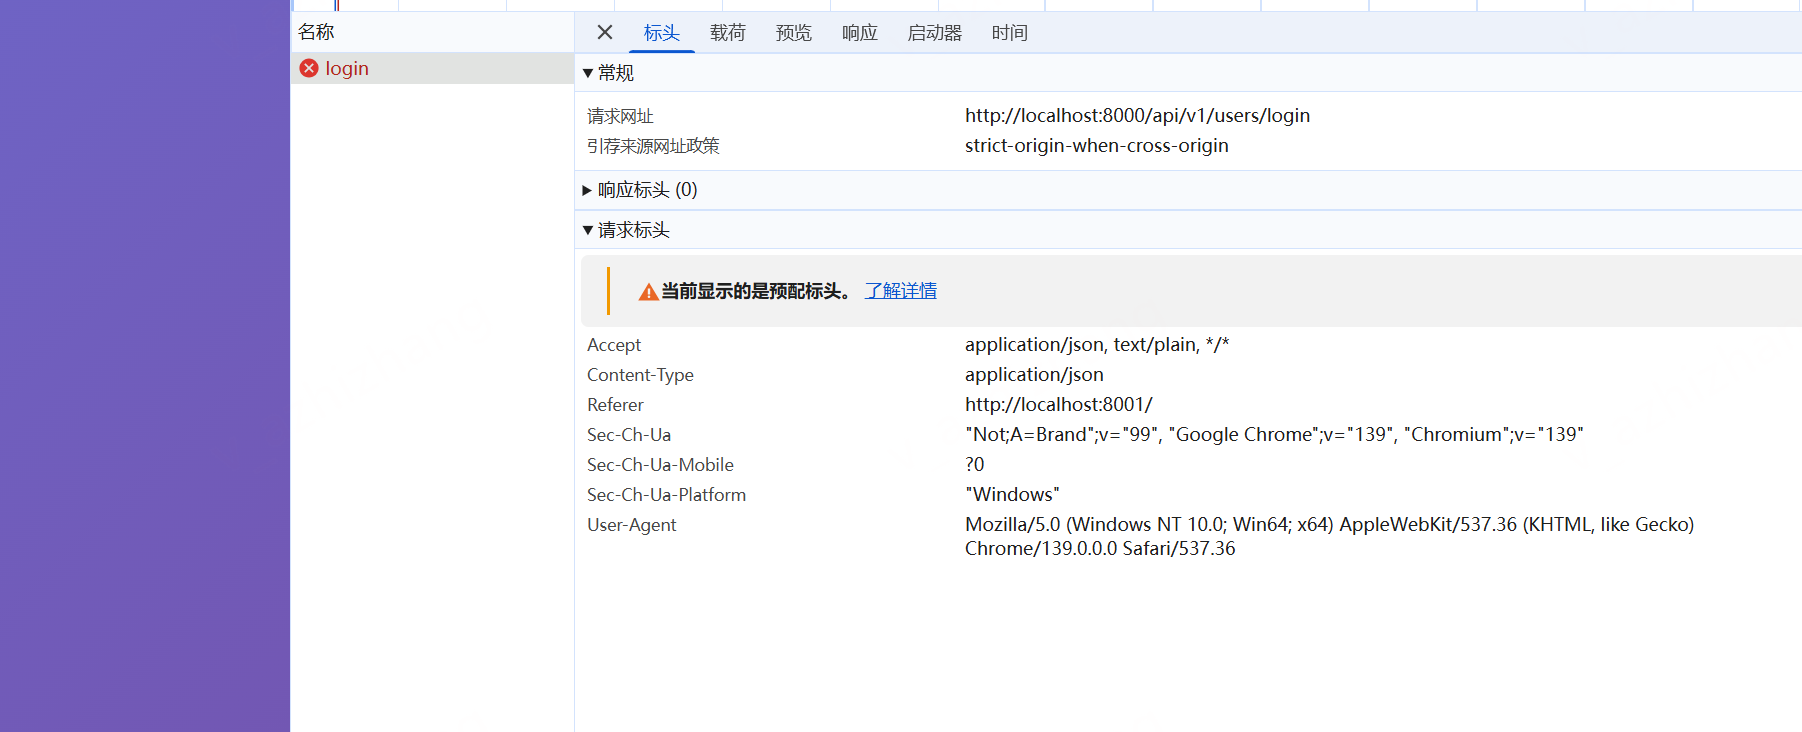 名称
login
标头 载荷 预览 响应 启动器 时间
常规
请求网址 http://localhost:8000/api/v1/users/login
引荐来源网址政策 strict-origin-when-cross-origin
响应标头 (0)
请求标头
当前显示的是预配标头。 了解详情
Accept application/json, text/plain, */*
Content-Type application/json
Referer http://localhost:8001/
Sec-Ch-Ua "Not;A=Brand";v="99", "Google Chrome";v="139", "Chromium";v="139"
Sec-Ch-Ua-Mobile ?0
Sec-Ch-Ua-Platform "Windows"
User-Agent Mozilla/5.0 (Windows NT 10.0; Win64; x64) AppleWebKit/537.36 (KHTML, like Gecko)
Chrome/139.0.0.0 Safari/537.36